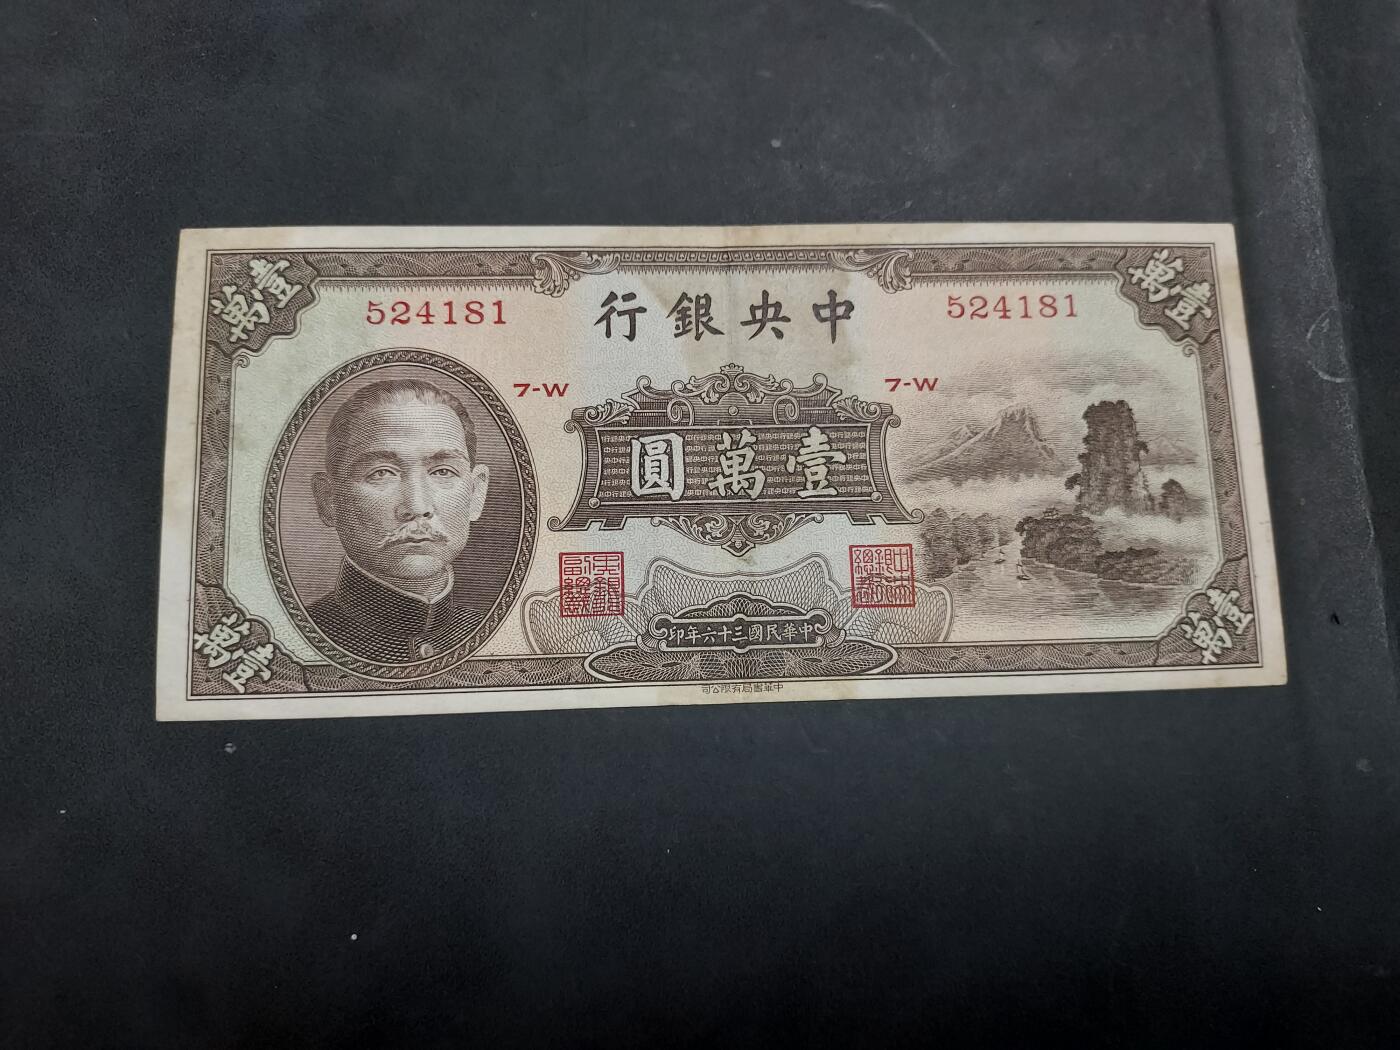 壹萬
壹萬
524181
524181
中央銀行
7-W
7-W
壹萬圓
中華民國三十六年印
壹萬
壹萬
中華書局有限公司